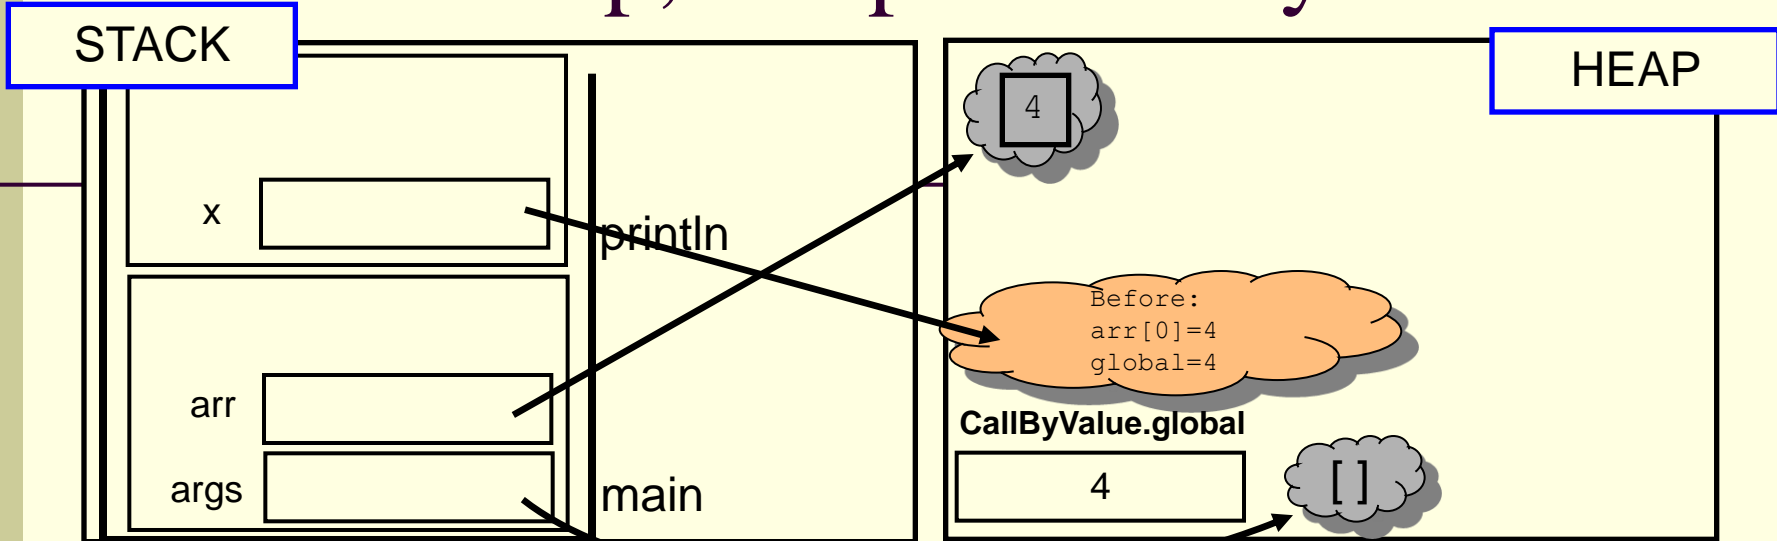 STACK
HEAP
4
x
println
Before:
arr[0]=4
global=4
arr
CallByValue.global
args
main
4
[]